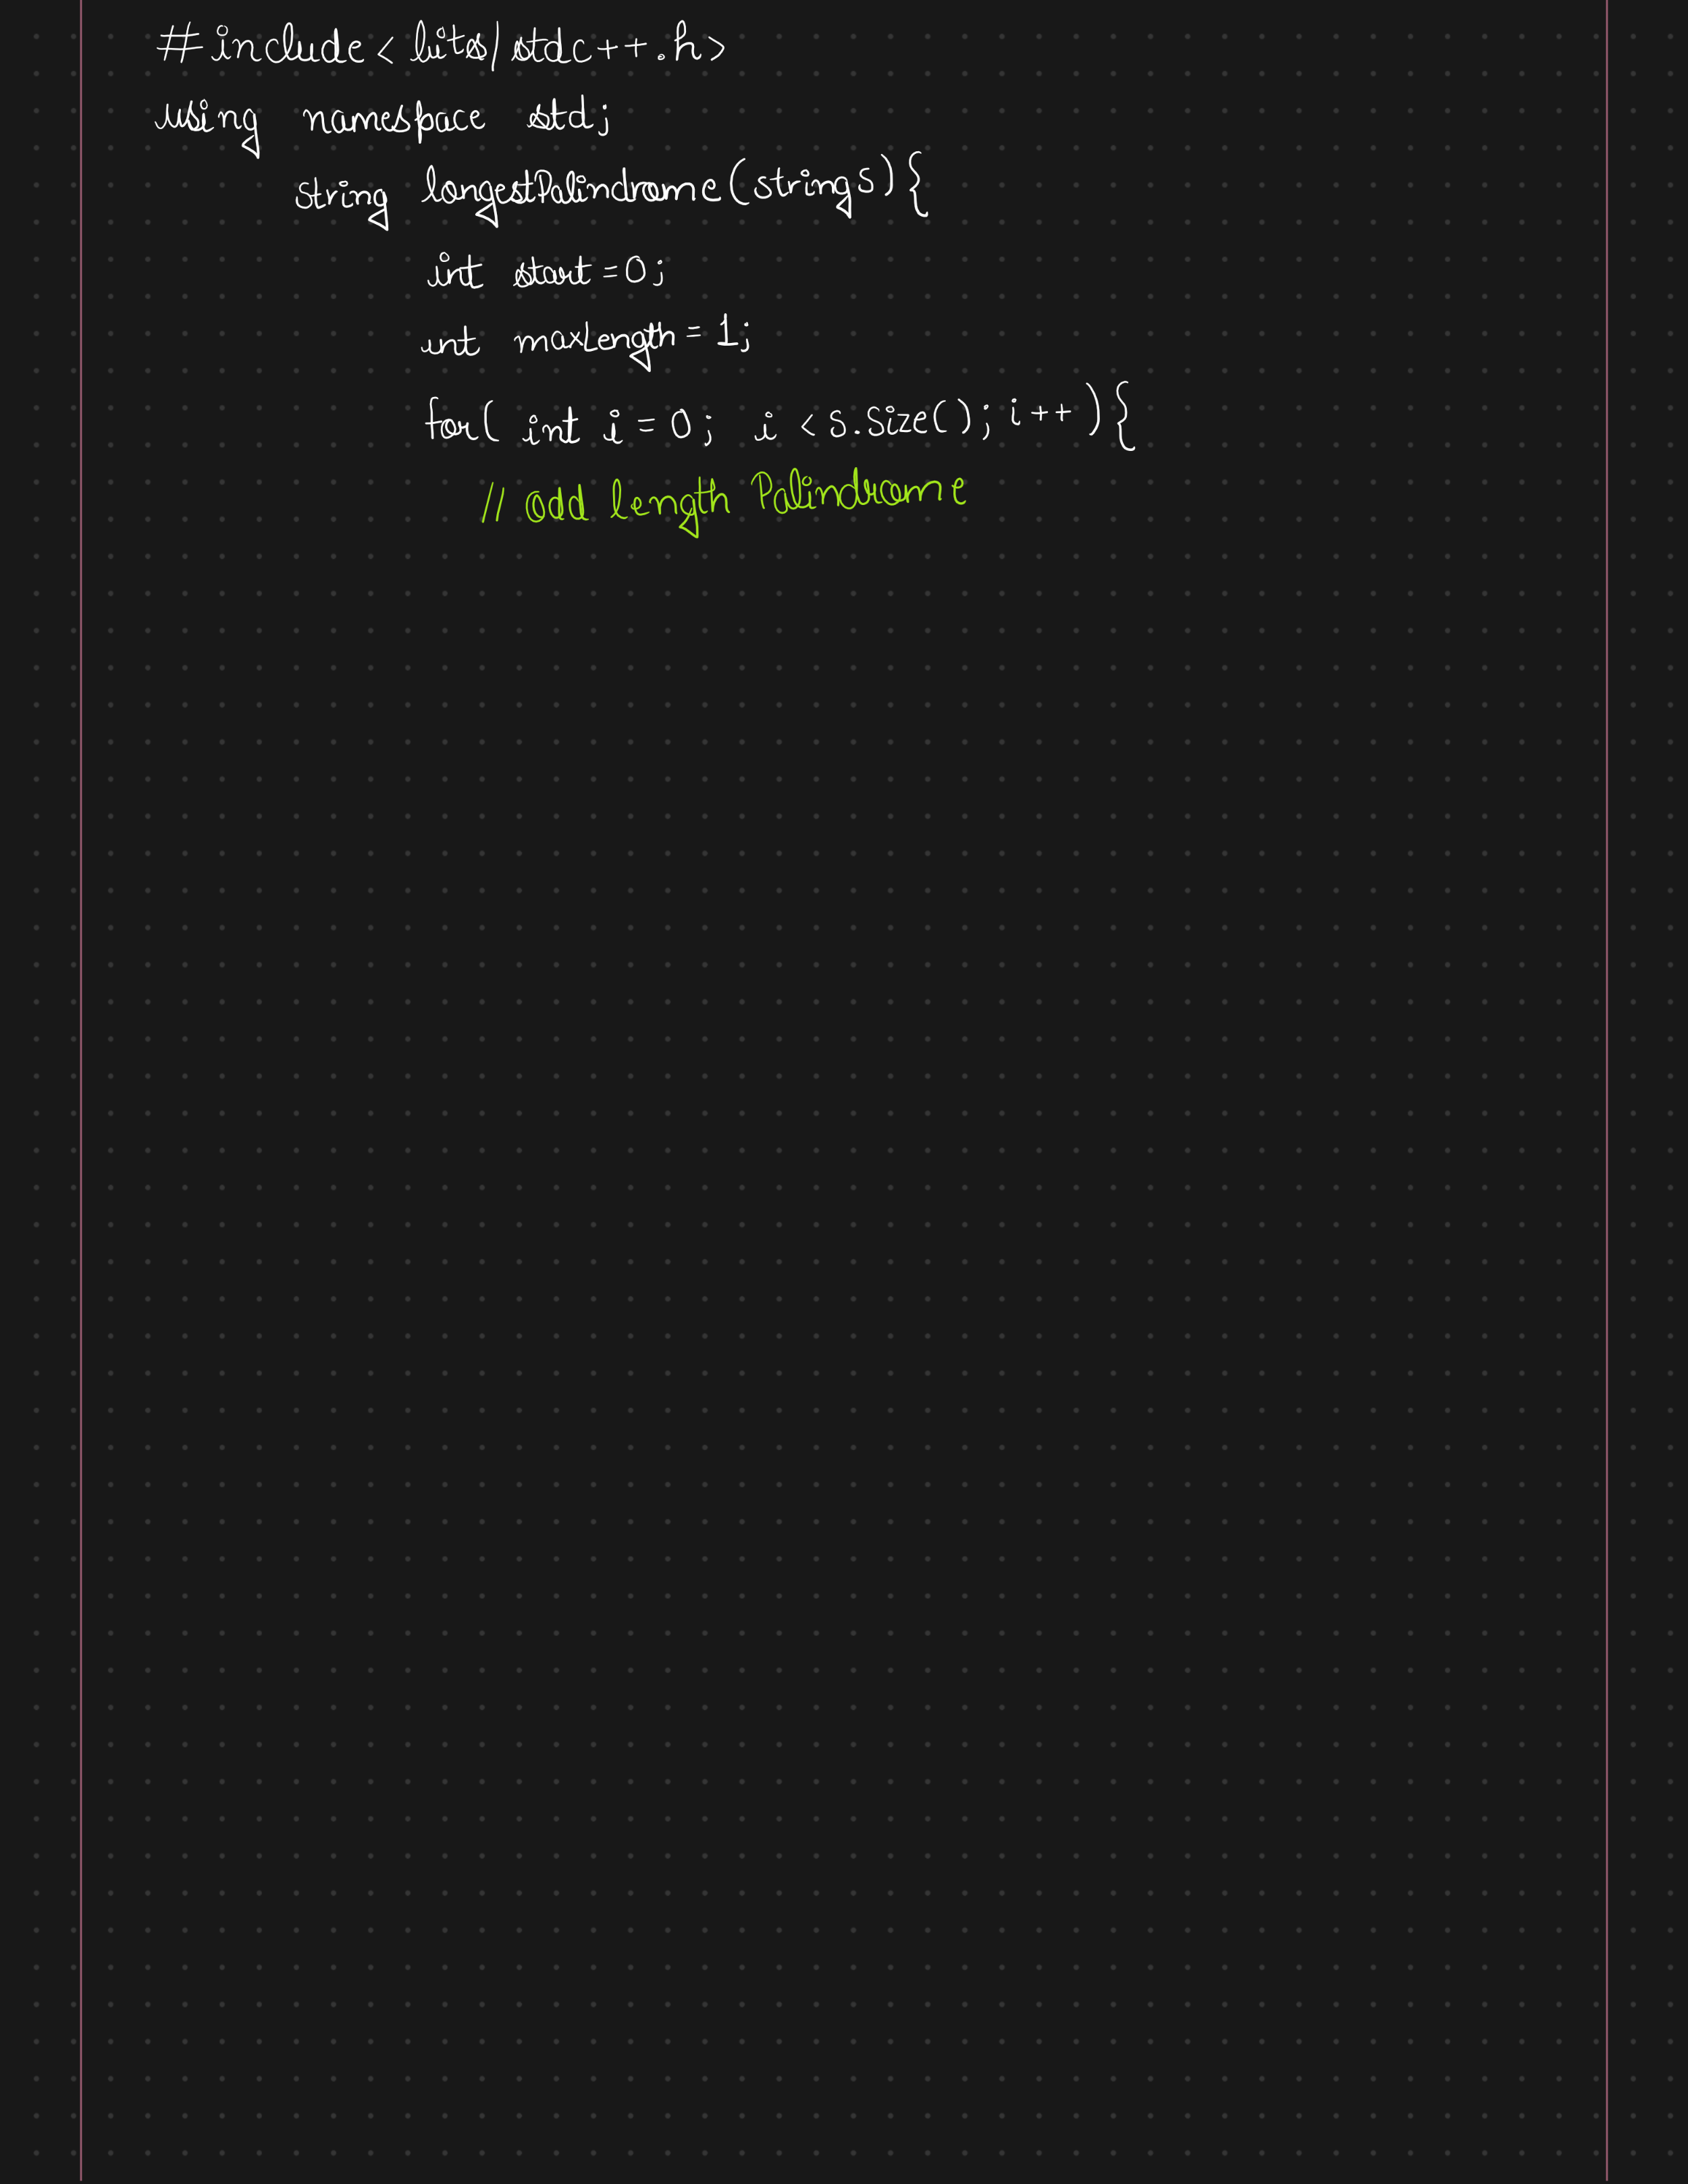 #include<bits/stdc++.h>
using namespace std;
string longestPalindrome(strings){
int start=0;
int maxLength=1;
for( int i=0; i<s.size(); i++){
// odd length Palindrome